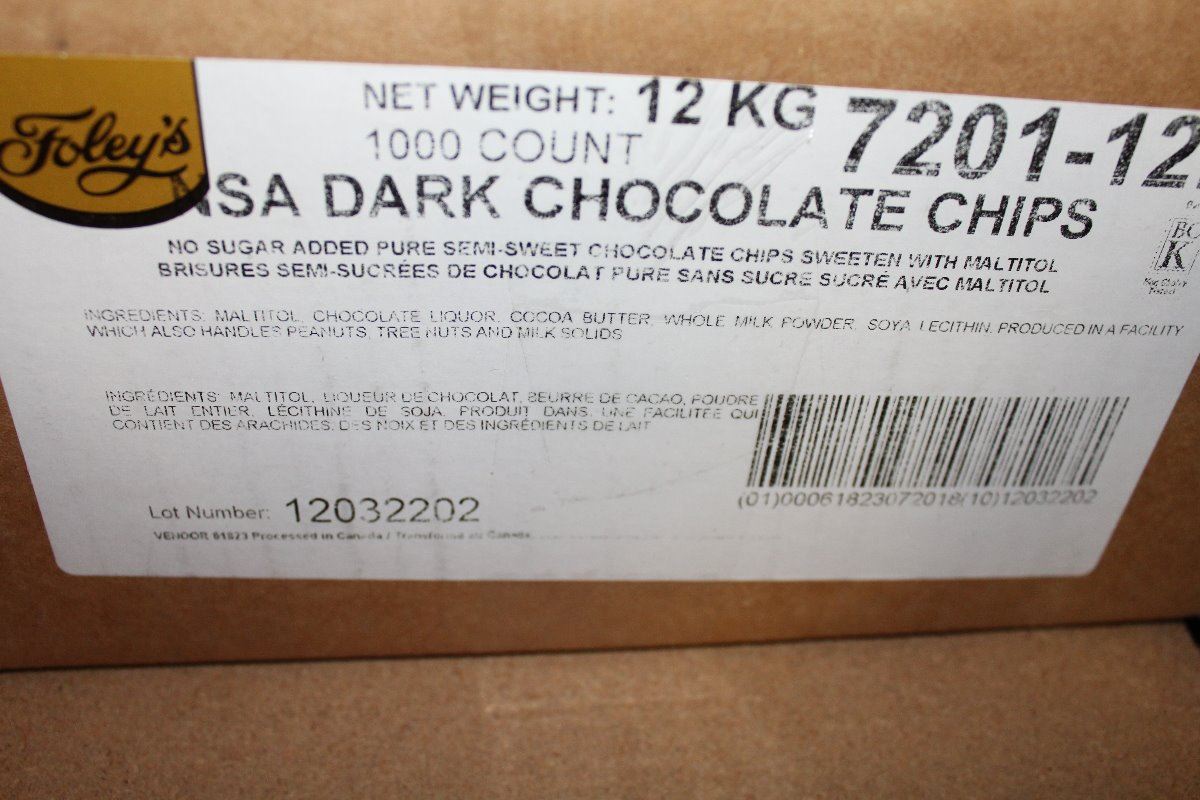 Foley's
NET WEIGHT: 12 KG 7201-12
1000 COUNT
NSA DARK CHOCOLATE CHIPS
NO SUGAR ADDED PURE SEMI-SWEET CHOCOLATE CHIPS SWEETEN WITH MALTITOL
BRISURES SEMI-SUCRÉES DE CHOCOLAT PURE SANS SUCRE SUCRÉ AVEC MALTITOL
BC
K
INGREDIENTS: MALTITOL, CHOCOLATE LIQUOR, COCOA BUTTER, WHOLE MILK POWDER, SOYA LECITHIN. PRODUCED IN A FACILITY
WHICH ALSO HANDLES PEANUTS, TREE NUTS AND MILK SOLIDS
INGRÉDIENTS: MALTITOL, LIQUEUR DE CHOCOLAT, BEURRE DE CACAO, POUDRE
DE LAIT ENTIER, LÉCITHINE DE SOJA. PRODUIT DANS UNE FACILITEE QUI
CONTIENT DES ARACHIDES, DES NOIX ET DES INGRÉDIENTS DE LAIT
(01)00061823072018(10)12032202
Lot Number: 12032202
VENDOR 61823 Processed in Canada / Transformé au Canada